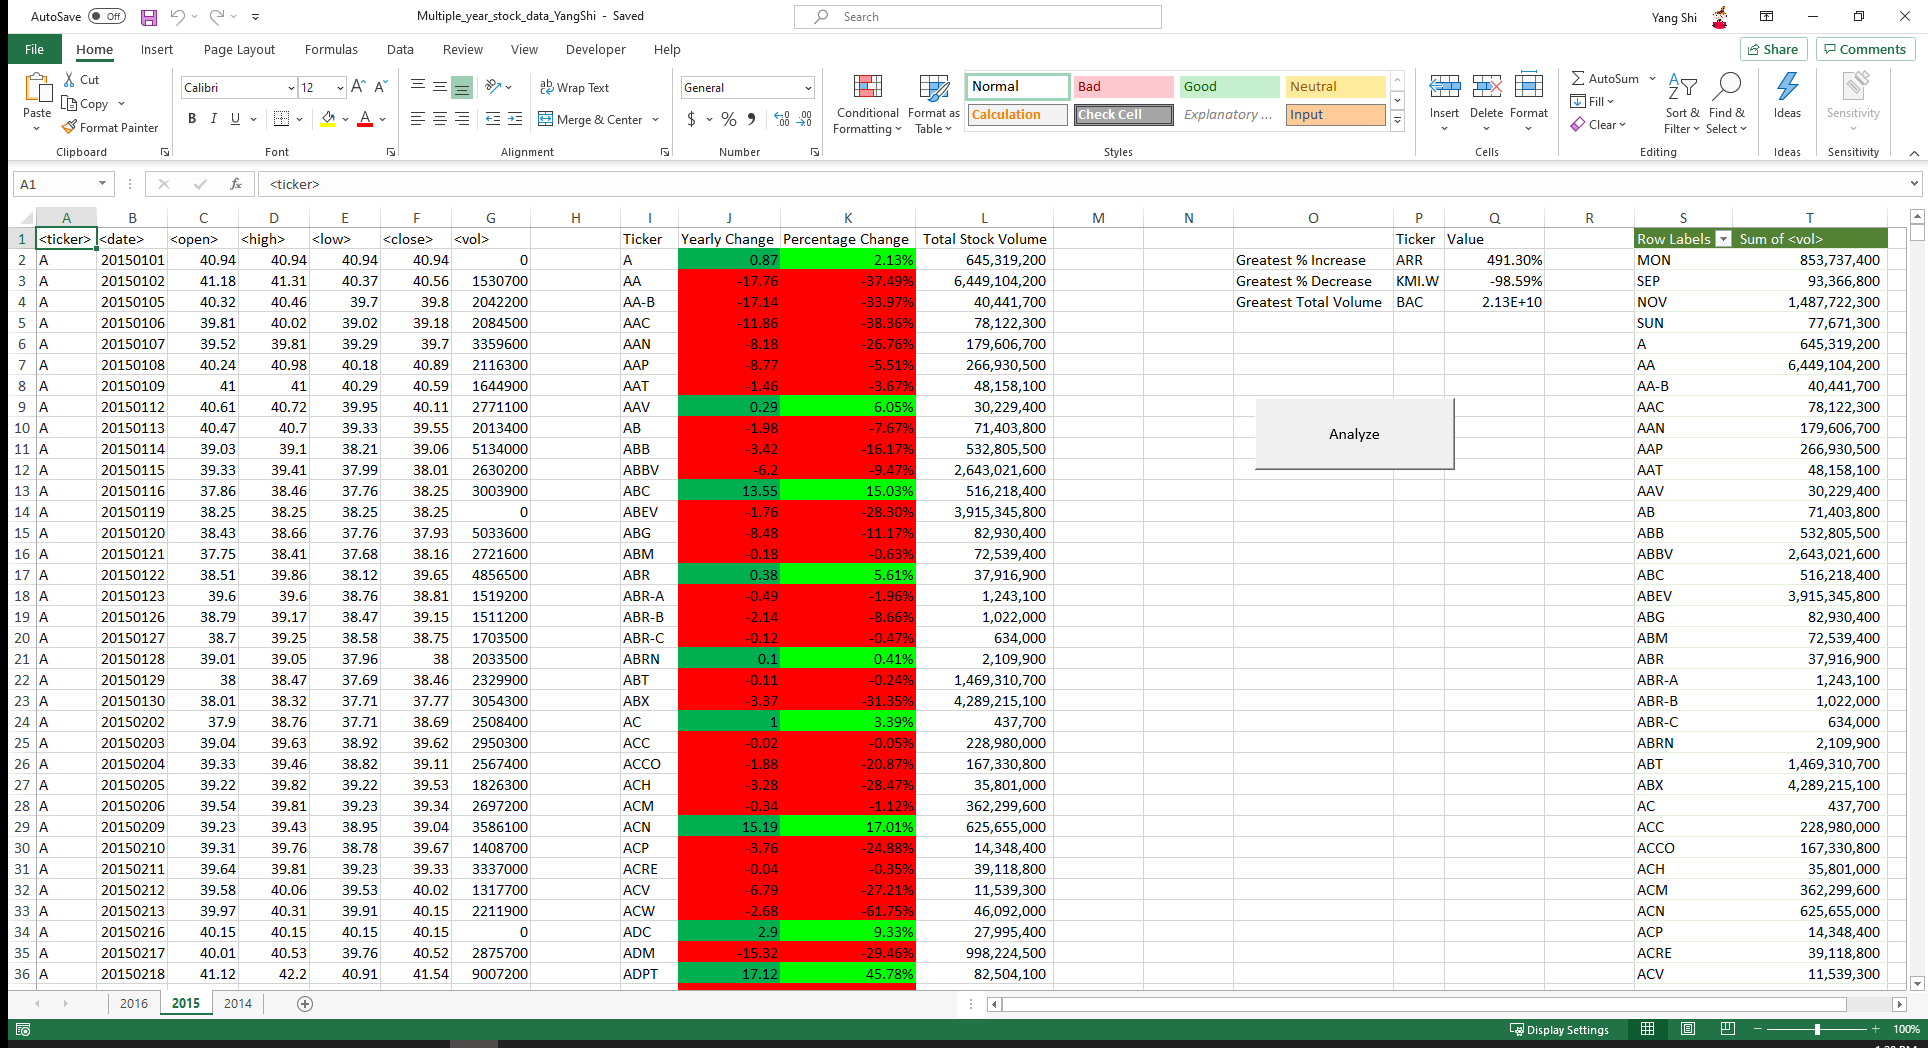 AutoSave Off Multiple_year_stock_data_YangShi - Saved Search Yang Shi
File Home Insert Page Layout Formulas Data Review View Developer Help Share Comments
Paste Cut Copy Format Painter Clipboard
Calibri 12 B I U Font
Wrap Text Merge & Center Alignment
General $ % , Number
Conditional Formatting Format as Table Normal Bad Good Neutral Calculation Check Cell Explanatory ... Input Styles
Insert Delete Format Cells
AutoSum Fill Clear Sort & Filter Find & Select Editing
Ideas Ideas
Sensitivity Sensitivity
A1 fx <ticker>
A B C D E F G H I J K L M N O P Q R S T
1 <ticker> <date> <open> <high> <low> <close> <vol> Ticker Yearly Change Percentage Change Total Stock Volume Ticker Value Row Labels Sum of <vol>
2 A 20150101 40.94 40.94 40.94 40.94 0 A 0.87 2.13% 645,319,200 Greatest % Increase ARR 491.30% MON 853,737,400
3 A 20150102 41.18 41.31 40.37 40.56 1530700 AA -17.76 -37.49% 6,449,104,200 Greatest % Decrease KMI.W -98.59% SEP 93,366,800
4 A 20150105 40.32 40.46 39.7 39.8 2042200 AA-B -17.14 -33.97% 40,441,700 Greatest Total Volume BAC 2.13E+10 NOV 1,487,722,300
5 A 20150106 39.81 40.02 39.02 39.18 2084500 AAC -11.86 -38.36% 78,122,300 SUN 77,671,300
6 A 20150107 39.52 39.81 39.29 39.7 3359600 AAN -8.18 -26.76% 179,606,700 A 645,319,200
7 A 20150108 40.24 40.98 40.18 40.89 2116300 AAP -8.77 -5.51% 266,930,500 AA 6,449,104,200
8 A 20150109 41 41 40.29 40.59 1644900 AAT -1.46 -3.67% 48,158,100 AA-B 40,441,700
9 A 20150112 40.61 40.72 39.95 40.11 2771100 AAV 0.29 6.05% 30,229,400 AAC 78,122,300
10 A 20150113 40.47 40.7 39.33 39.55 2013400 AB -1.98 -7.67% 71,403,800 Analyze AAN 179,606,700
11 A 20150114 39.03 39.1 38.21 39.06 5134000 ABB -3.42 -16.17% 532,805,500 AAP 266,930,500
12 A 20150115 39.33 39.41 37.99 38.01 2630200 ABBV -6.2 -9.47% 2,643,021,600 AAT 48,158,100
13 A 20150116 37.86 38.46 37.76 38.25 3003900 ABC 13.55 15.03% 516,218,400 AAV 30,229,400
14 A 20150119 38.25 38.25 38.25 38.25 0 ABEV -1.76 -28.30% 3,915,345,800 AB 71,403,800
15 A 20150120 38.43 38.66 37.76 37.93 5033600 ABG -8.48 -11.17% 82,930,400 ABB 532,805,500
16 A 20150121 37.75 38.41 37.68 38.16 2721600 ABM -0.18 -0.63% 72,539,400 ABBV 2,643,021,600
17 A 20150122 38.51 39.86 38.12 39.65 4856500 ABR 0.38 5.61% 37,916,900 ABC 516,218,400
18 A 20150123 39.6 39.6 38.76 38.81 1519200 ABR-A -0.49 -1.96% 1,243,100 ABEV 3,915,345,800
19 A 20150126 38.79 39.17 38.47 39.15 1511200 ABR-B -2.14 -8.66% 1,022,000 ABG 82,930,400
20 A 20150127 38.7 39.25 38.58 38.75 1703500 ABR-C -0.12 -0.47% 634,000 ABM 72,539,400
21 A 20150128 39.01 39.05 37.96 38 2033500 ABRN 0.1 0.41% 2,109,900 ABR 37,916,900
22 A 20150129 38 38.47 37.69 38.46 2329900 ABT -0.11 -0.24% 1,469,310,700 ABR-A 1,243,100
23 A 20150130 38.01 38.32 37.71 37.77 3054300 ABX -3.37 -31.35% 4,289,215,100 ABR-B 1,022,000
24 A 20150202 37.9 38.76 37.71 38.69 2508400 AC 1 3.39% 437,700 ABR-C 634,000
25 A 20150203 39.04 39.63 38.92 39.62 2950300 ACC -0.02 -0.05% 228,980,000 ABRN 2,109,900
26 A 20150204 39.33 39.46 38.82 39.11 2567400 ACCO -1.88 -20.87% 167,330,800 ABT 1,469,310,700
27 A 20150205 39.22 39.82 39.22 39.53 1826300 ACH -3.28 -28.47% 35,801,000 ABX 4,289,215,100
28 A 20150206 39.54 39.81 39.23 39.34 2697200 ACM -0.34 -1.12% 362,299,600 AC 437,700
29 A 20150209 39.23 39.43 38.95 39.04 3586100 ACN 15.19 17.01% 625,655,000 ACC 228,980,000
30 A 20150210 39.31 39.76 38.78 39.67 1408700 ACP -3.76 -24.88% 14,348,400 ACCO 167,330,800
31 A 20150211 39.64 39.81 39.23 39.33 3337000 ACRE -0.04 -0.35% 39,118,800 ACH 35,801,000
32 A 20150212 39.58 40.06 39.53 40.02 1317700 ACV -6.79 -27.21% 11,539,300 ACM 362,299,600
33 A 20150213 39.97 40.31 39.91 40.15 2211900 ACW -2.68 -61.75% 46,092,000 ACN 625,655,000
34 A 20150216 40.15 40.15 40.15 40.15 0 ADC 2.9 9.33% 27,995,400 ACP 14,348,400
35 A 20150217 40.01 40.53 39.76 40.52 2875700 ADM -15.32 -29.46% 998,224,500 ACRE 39,118,800
36 A 20150218 41.12 42.2 40.91 41.54 9007200 ADPT 17.12 45.78% 82,504,100 ACV 11,539,300
2016 2015 2014
Display Settings 100%